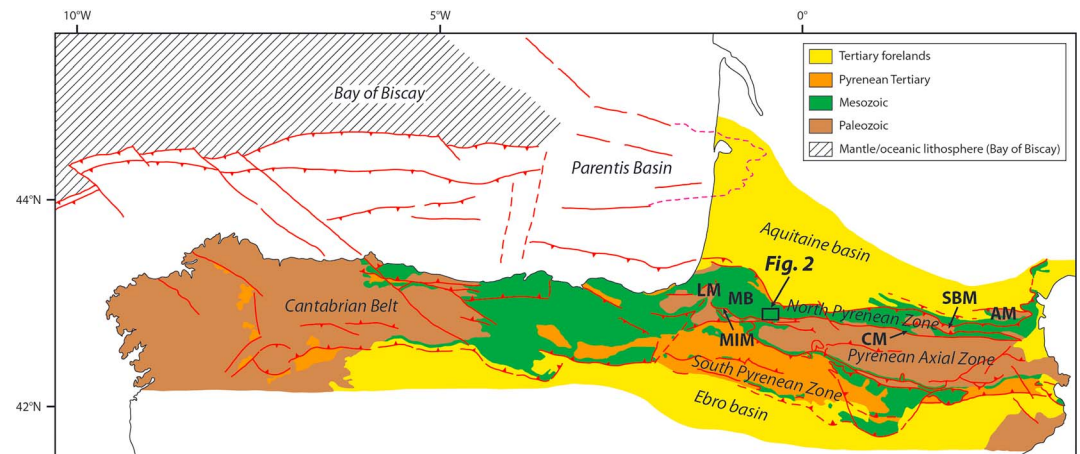 10°W
5°W
0°
Tertiary forelands
Pyrenean Tertiary
Mesozoic
Paleozoic
Mantle/oceanic lithosphere (Bay of Biscay)
Bay of Biscay
Parentis Basin
44°N
Aquitaine basin
Fig. 2
LM
MB
SBM
AM
Cantabrian Belt
North Pyrenean Zone
MIM
CM
Pyrenean Axial Zone
South Pyrenean Zone
42°N
Ebro basin